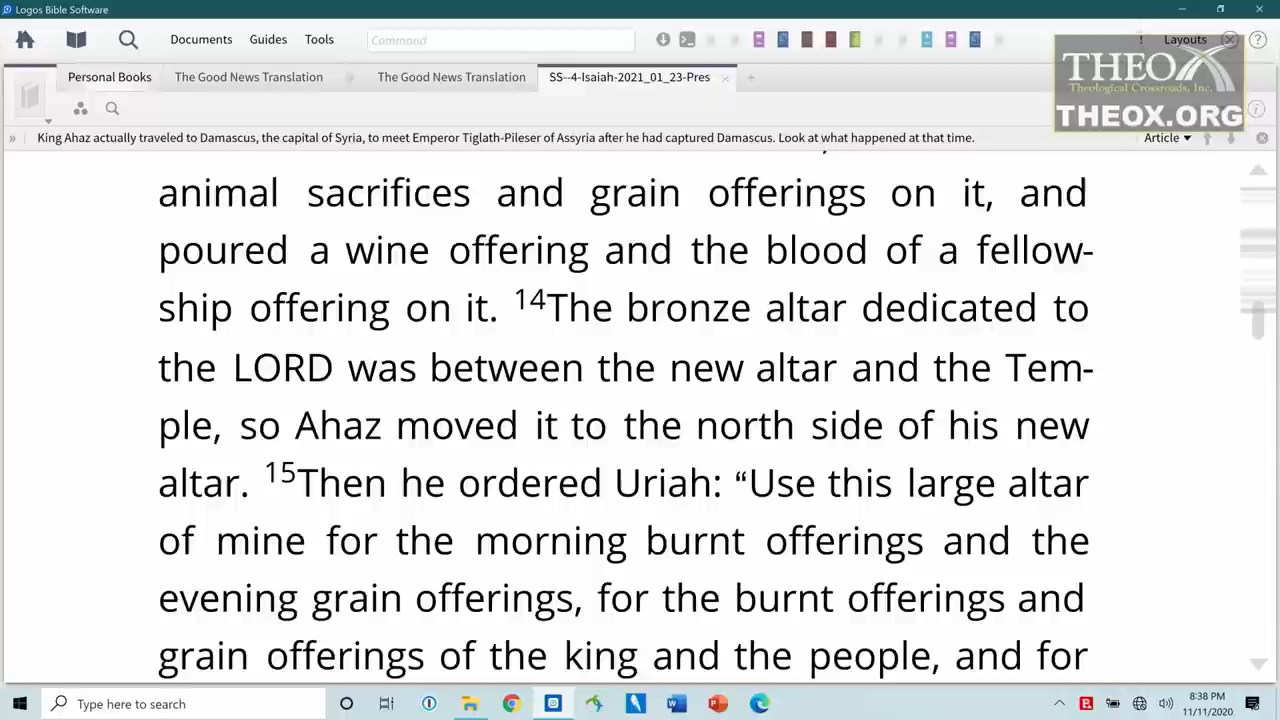 Logos Bible Software
Documents Guides Tools Command Layouts
Personal Books The Good News Translation The Good News Translation SS--4-Isaiah-2021_01_23-Pres
THEOX
Theological Crossroads, Inc.
THEOX.ORG
King Ahaz actually traveled to Damascus, the capital of Syria, to meet Emperor Tiglath-Pileser of Assyria after he had captured Damascus. Look at what happened at that time. Article
animal sacrifices and grain offerings on it, and
poured a wine offering and the blood of a fellow-
ship offering on it. 14The bronze altar dedicated to
the LORD was between the new altar and the Tem-
ple, so Ahaz moved it to the north side of his new
altar. 15Then he ordered Uriah: “Use this large altar
of mine for the morning burnt offerings and the
evening grain offerings, for the burnt offerings and
grain offerings of the king and the people, and for
Type here to search
8:38 PM
11/11/2020